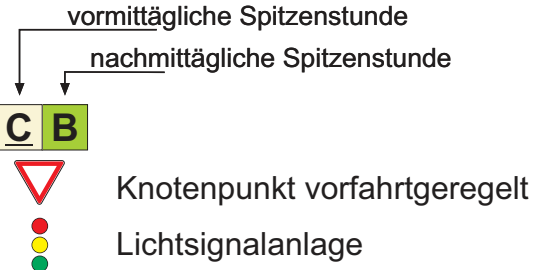 vormittägliche Spitzenstunde
nachmittägliche Spitzenstunde
C B
Knotenpunkt vorfahrtgeregelt
Lichtsignalanlage